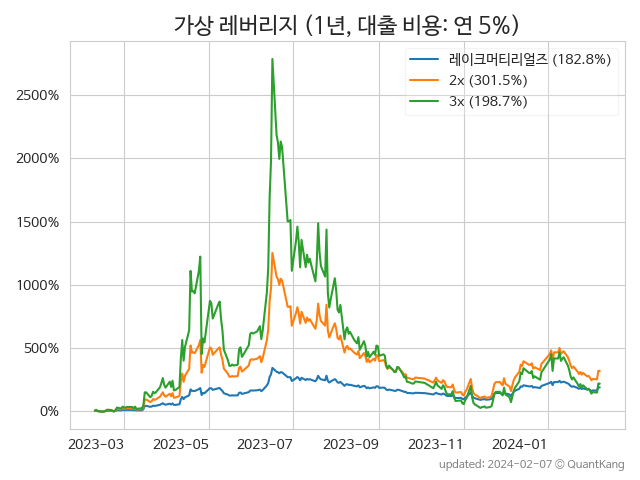 가상 레버리지 (1년, 대출 비용: 연 5%)
레이크머티리얼즈 (182.8%)
2x (301.5%)
3x (198.7%)
2500%
2000%
1500%
1000%
500%
0%
2023-03 2023-05 2023-07 2023-09 2023-11 2024-01
updated: 2024-02-07 © QuantKang